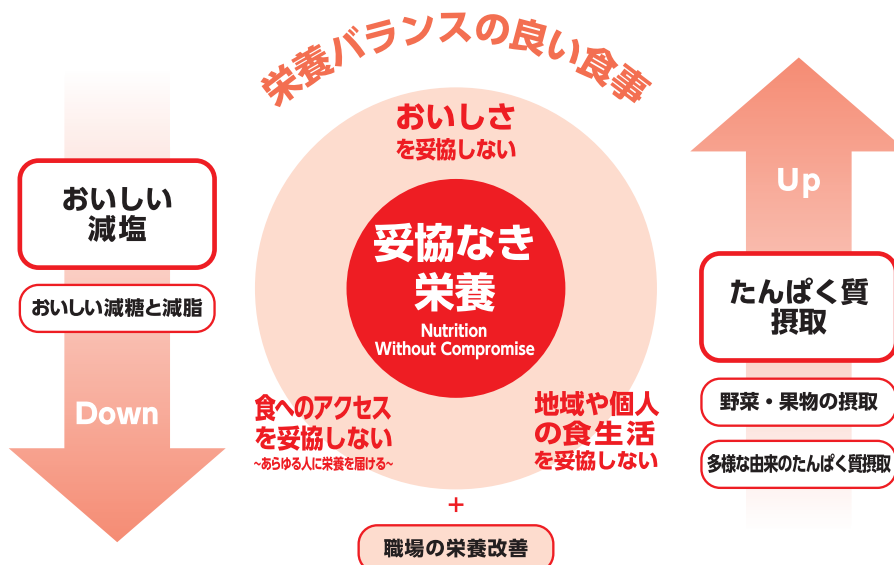 栄養バランスの良い食事
おいしい
減塩
おいしい減糖と減脂
Down
おいしさ
を妥協しない
妥協なき
栄養
Nutrition
Without Compromise
食へのアクセス
を妥協しない
~あらゆる人に栄養を届ける~
地域や個人
の食生活
を妥協しない
+
職場の栄養改善
Up
たんぱく質
摂取
野菜・果物の摂取
多様な由来のたんぱく質摂取